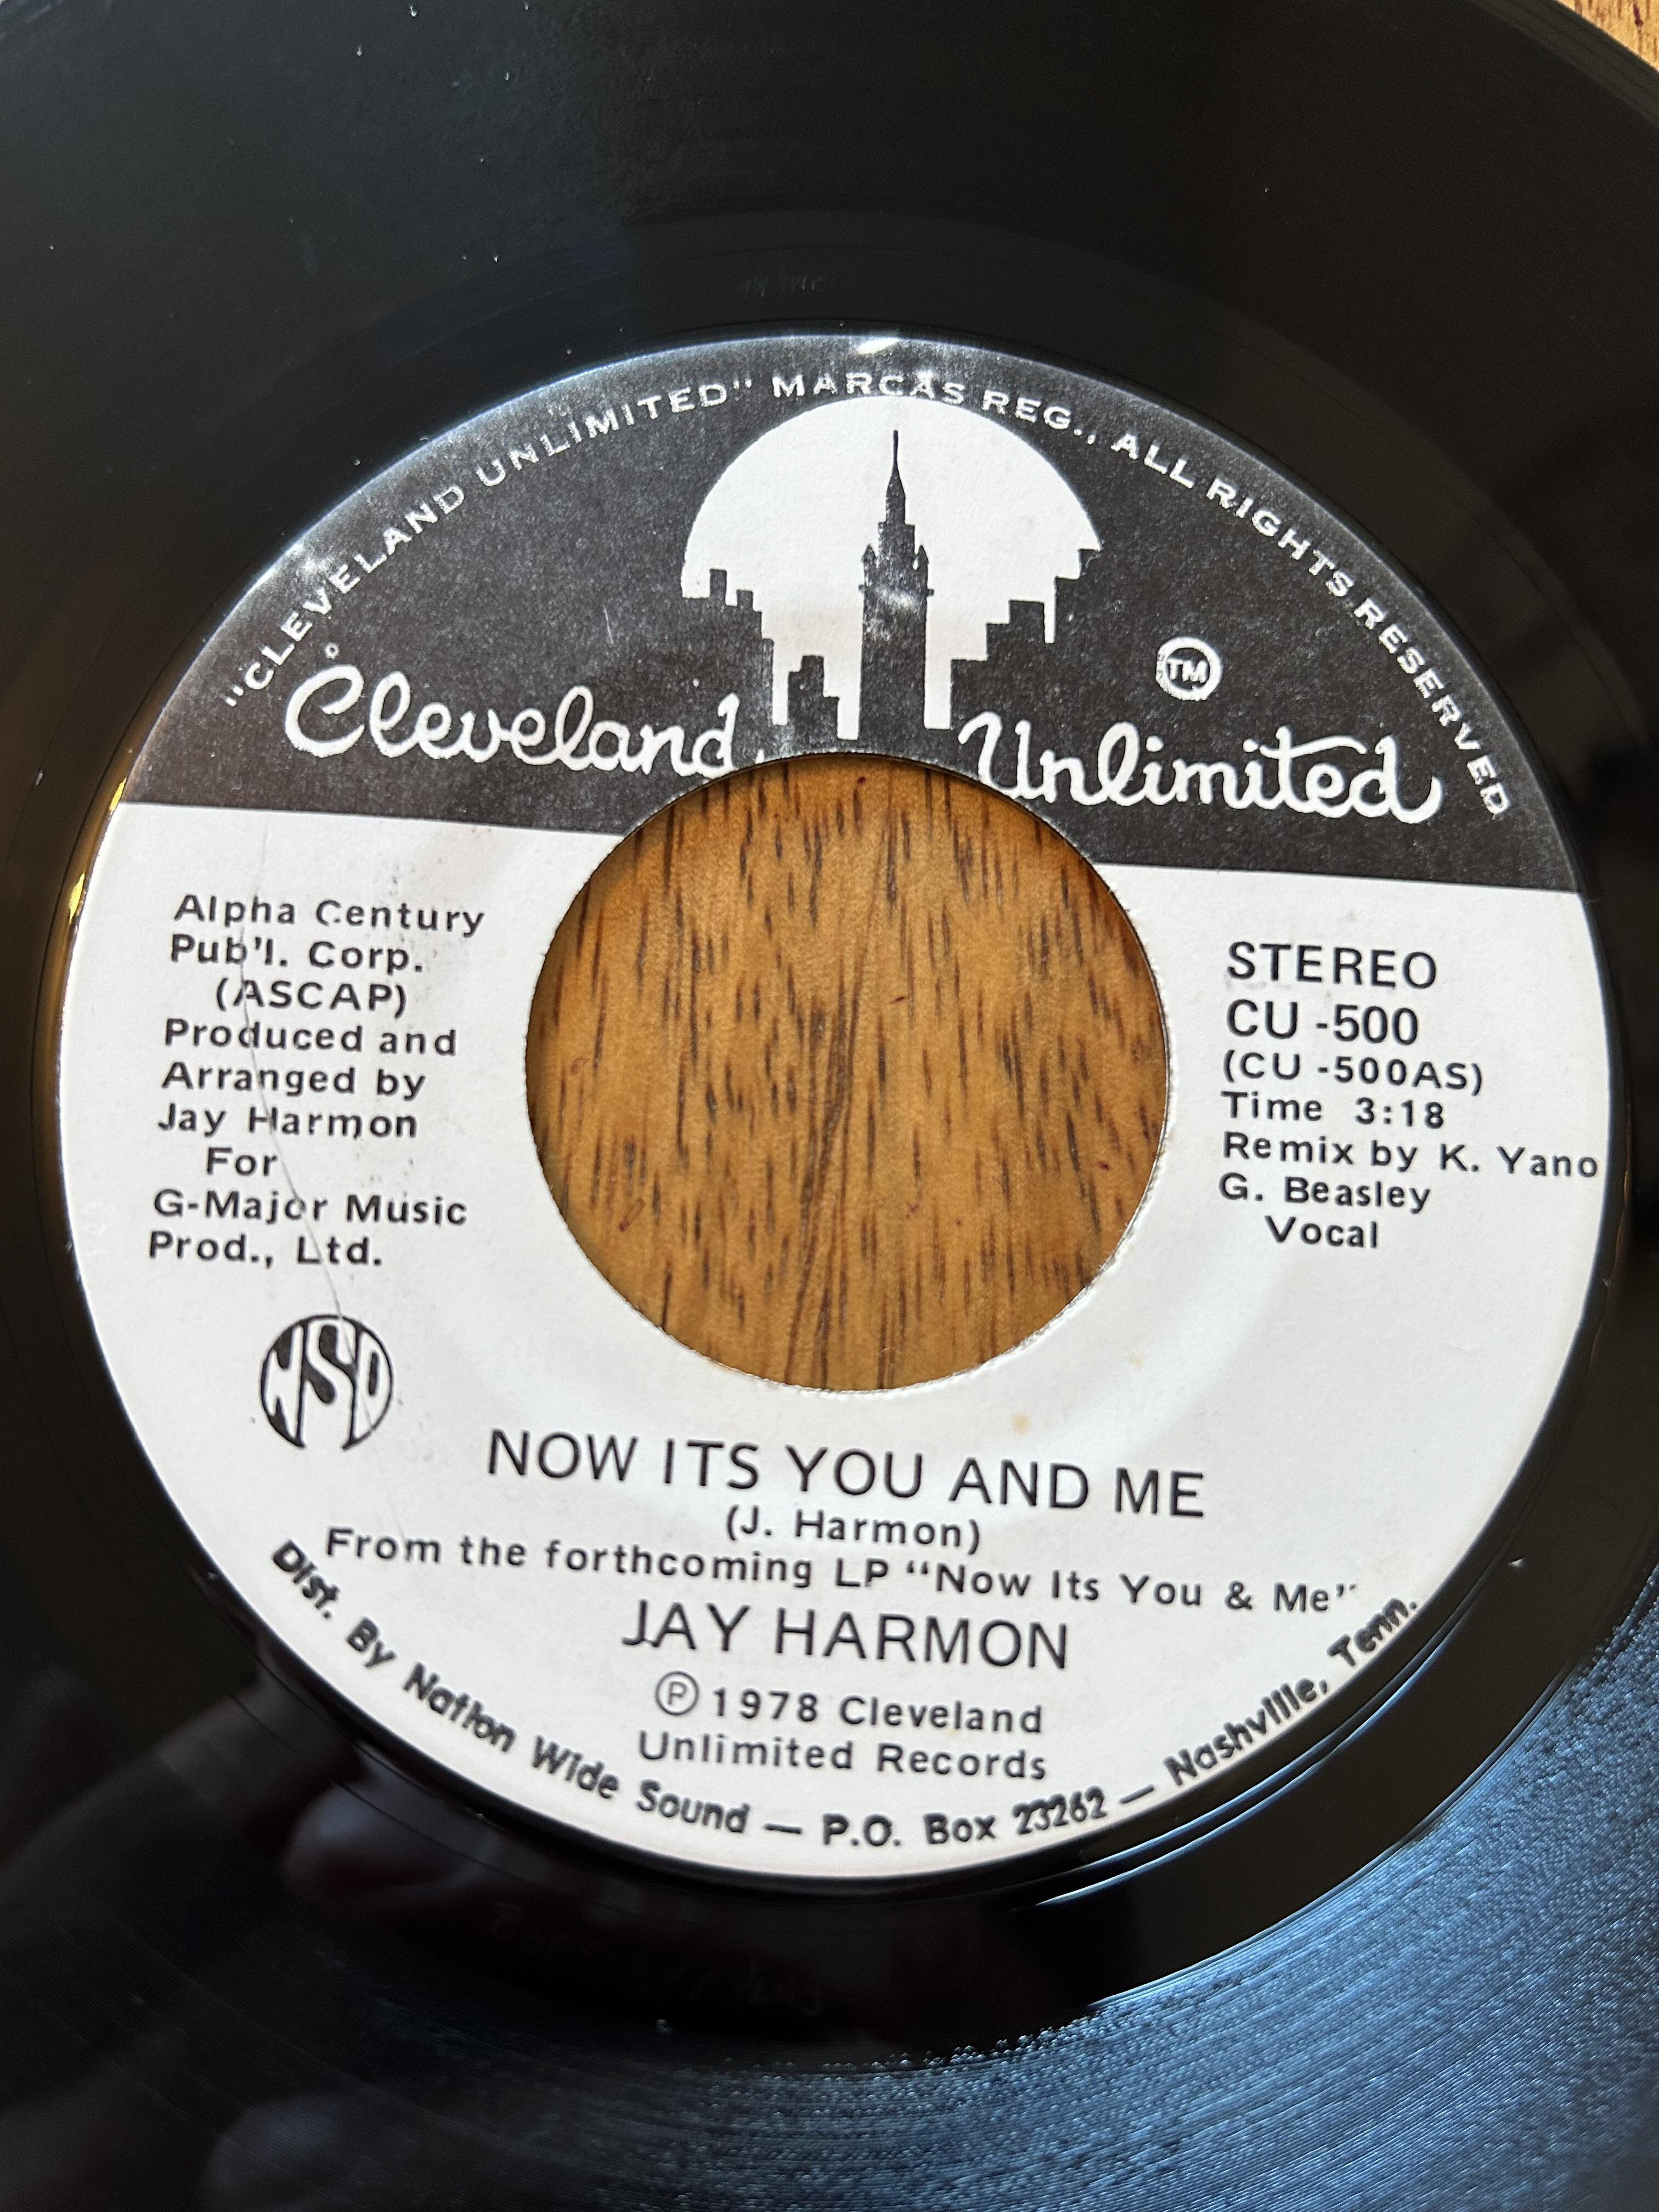 "CLEVELAND UNLIMITED" MARCAS REG., ALL RIGHTS RESERVED
Cleveland Unlimited
TM
Alpha Century
Pub'l. Corp.
(ASCAP)
Produced and
Arranged by
Jay Harmon
For
G-Major Music
Prod., Ltd.
STEREO
CU -500
(CU -500AS)
Time 3:18
Remix by K. Yano
G. Beasley
Vocal
NSD
NOW ITS YOU AND ME
(J. Harmon)
From the forthcoming LP "Now Its You & Me"
JAY HARMON
Ⓟ 1978 Cleveland
Unlimited Records
Dist. By Nation Wide Sound — P.O. Box 23262 — Nashville, Tenn.